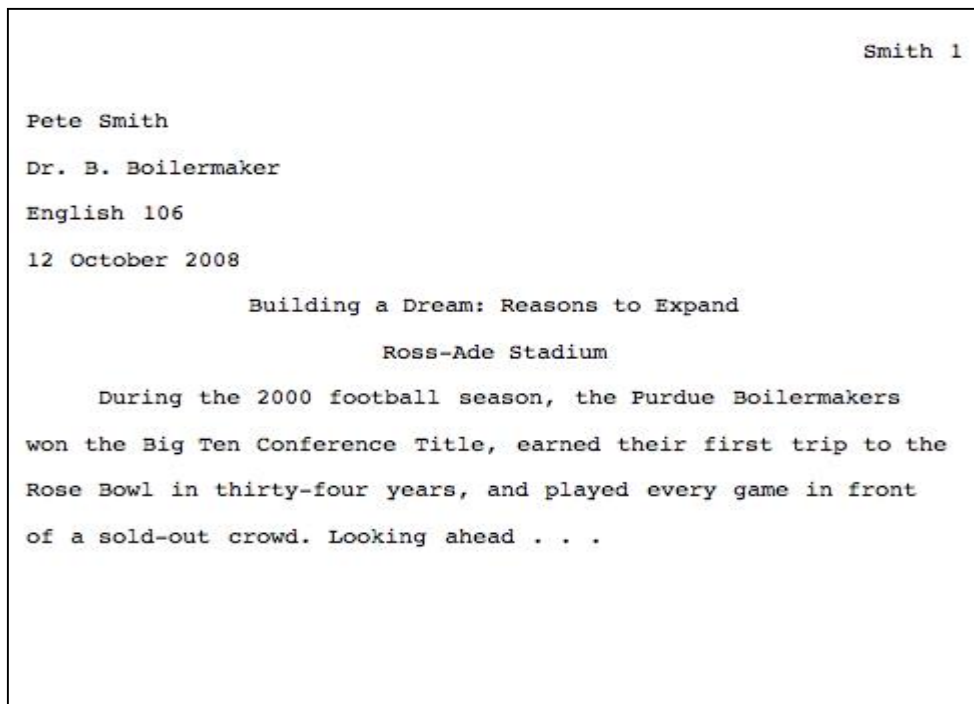 Smith 1
Pete Smith
Dr. B. Boilermaker
English 106
12 October 2008
Building a Dream: Reasons to Expand
Ross-Ade Stadium
During the 2000 football season, the Purdue Boilermakers
won the Big Ten Conference Title, earned their first trip to the
Rose Bowl in thirty-four years, and played every game in front
of a sold-out crowd. Looking ahead . . .